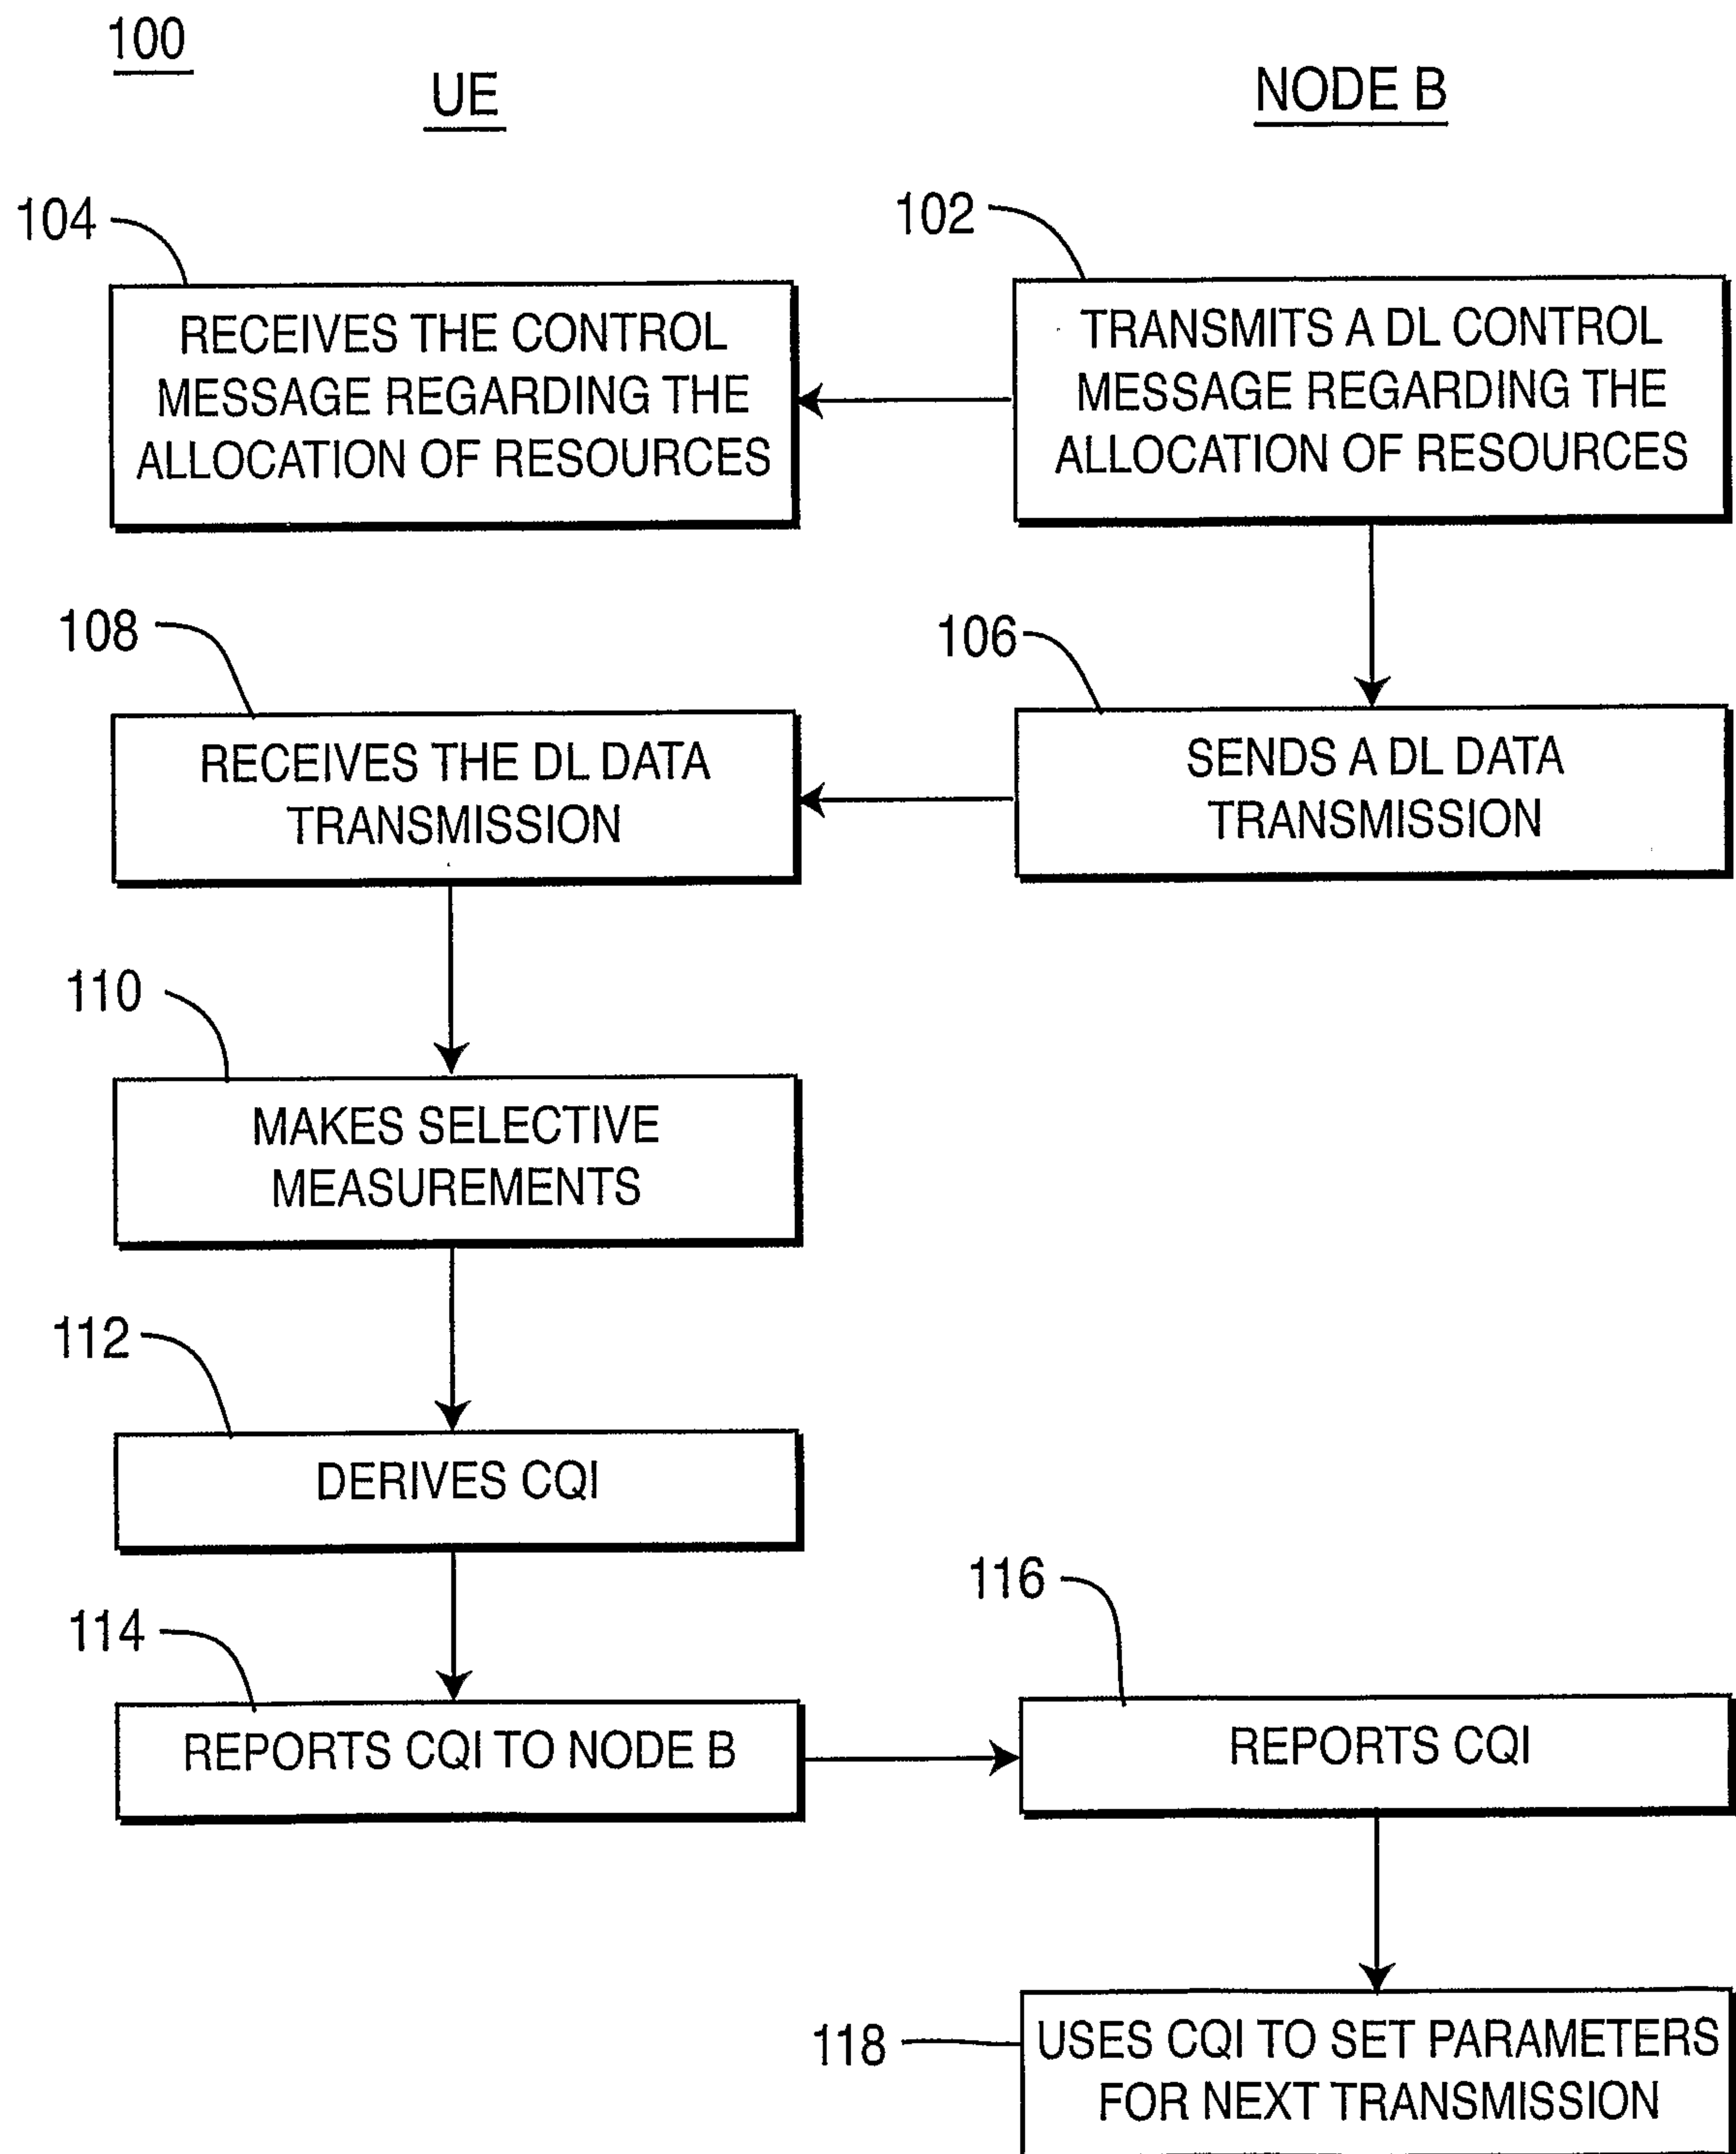 100
UE
NODE B
104
102
RECEIVES THE CONTROL
MESSAGE REGARDING THE
ALLOCATION OF RESOURCES
TRANSMITS A DL CONTROL
MESSAGE REGARDING THE
ALLOCATION OF RESOURCES
108
106
RECEIVES THE DL DATA
TRANSMISSION
SENDS A DL DATA
TRANSMISSION
110
MAKES SELECTIVE
MEASUREMENTS
112
DERIVES CQI
114
116
REPORTS CQI TO NODE B
REPORTS CQI
118
USES CQI TO SET PARAMETERS
FOR NEXT TRANSMISSION